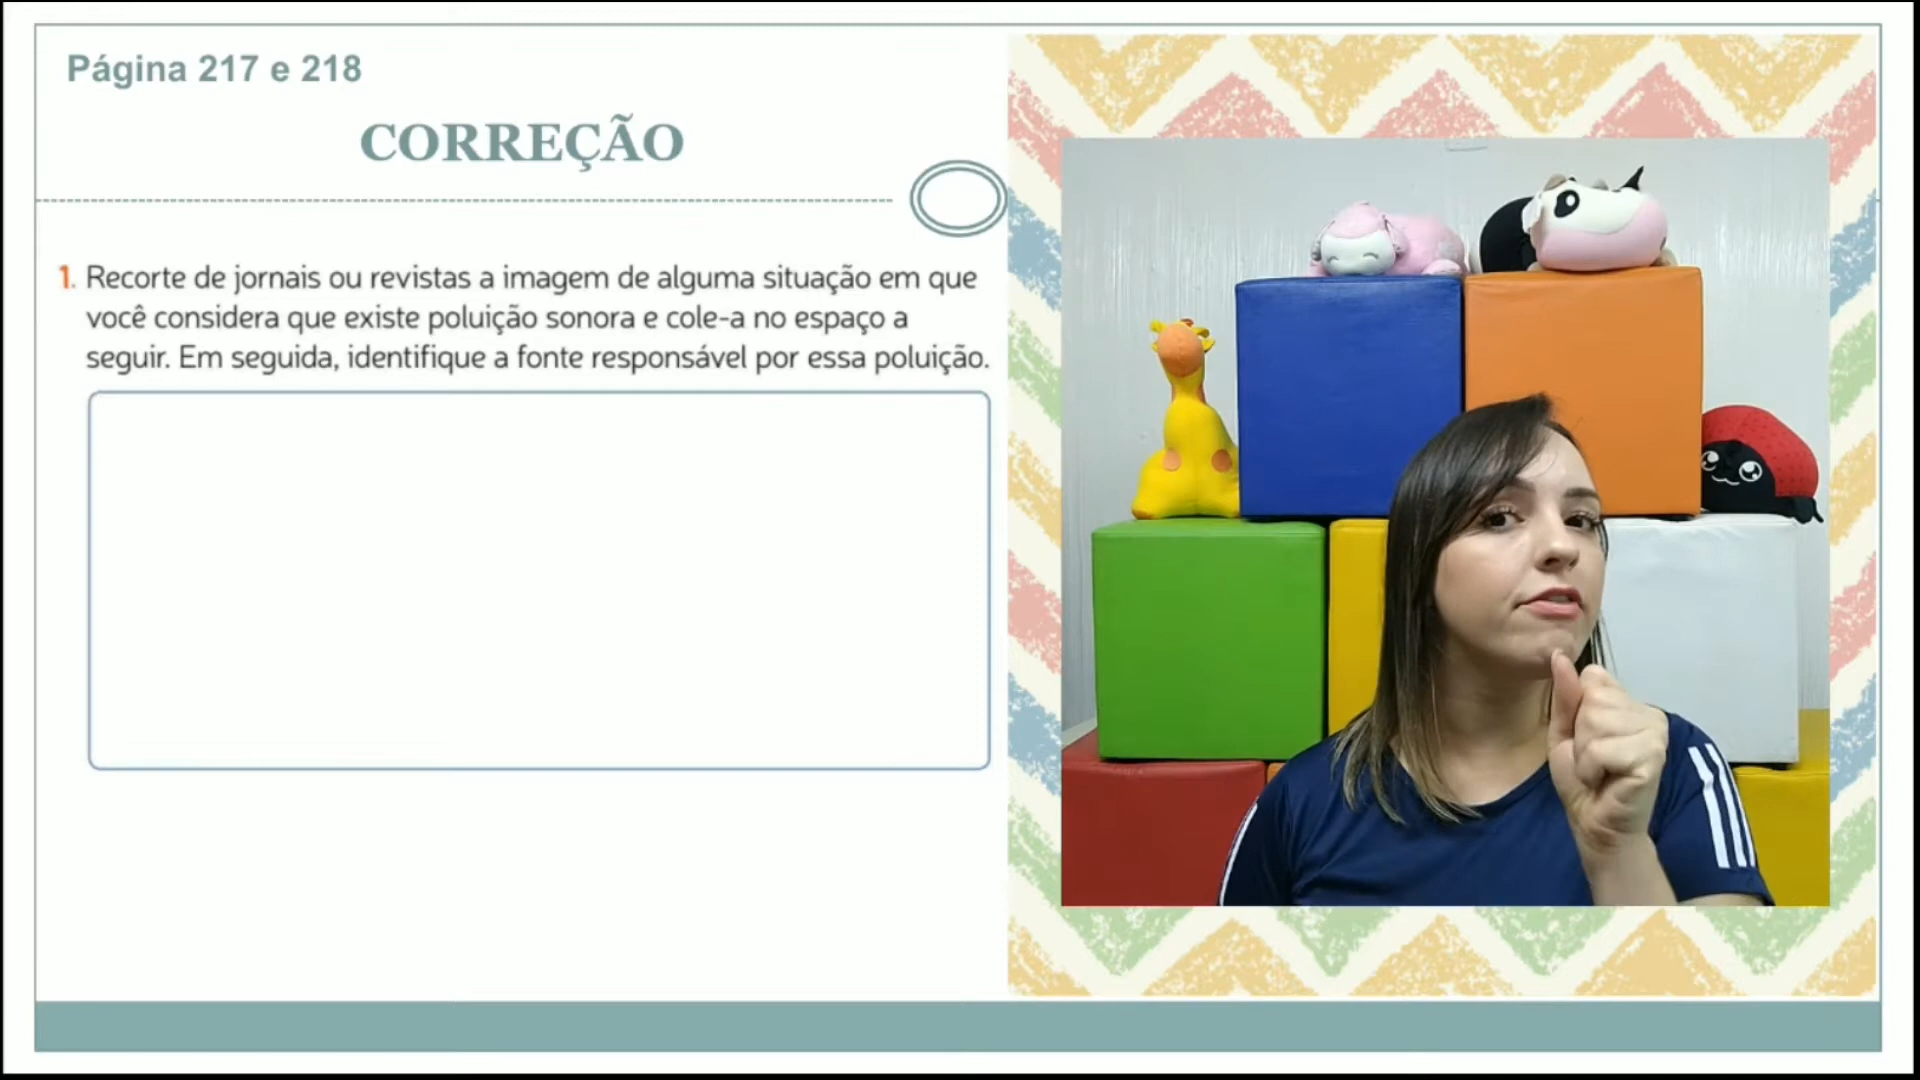 Página 217 e 218
CORREÇÃO
1. Recorte de jornais ou revistas a imagem de alguma situação em que
você considera que existe poluição sonora e cole-a no espaço a
seguir. Em seguida, identifique a fonte responsável por essa poluição.